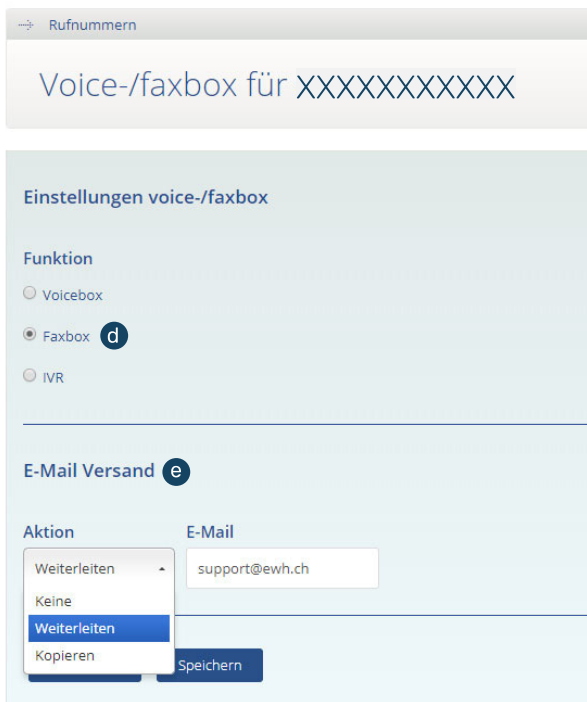 Rufnummern
Voice-/faxbox für XXXXXXXXXXX
Einstellungen voice-/faxbox
Funktion
Voicebox
Faxbox d
IVR
E-Mail Versand e
Aktion E-Mail
Weiterleiten support@ewh.ch
Keine
Weiterleiten
Kopieren
Speichern